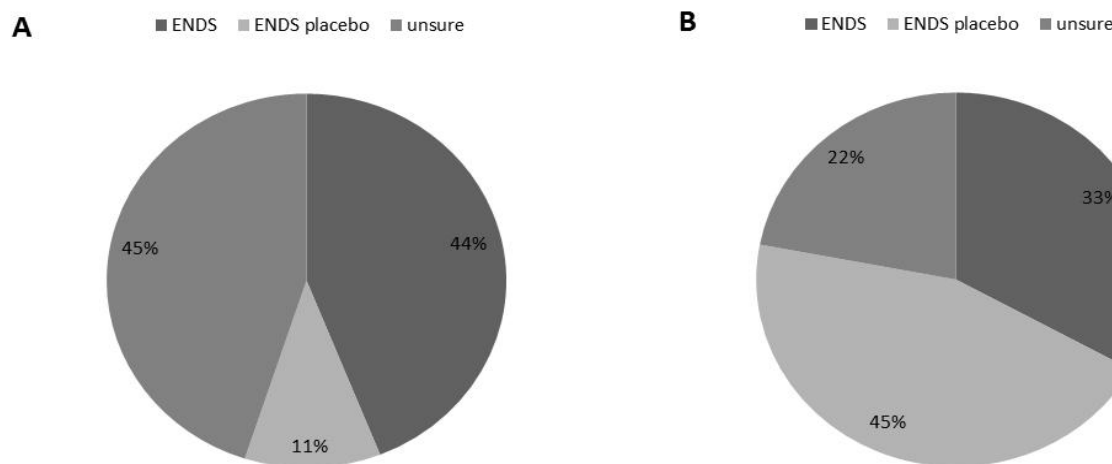 A
ENDS ENDS placebo unsure
45%
44%
11%
B
ENDS ENDS placebo unsure
22%
33%
45%